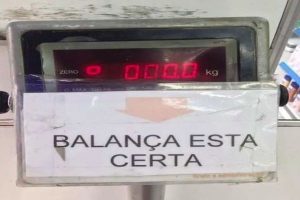 ZERO 000.0 kg
BALANÇA ESTA
CERTA